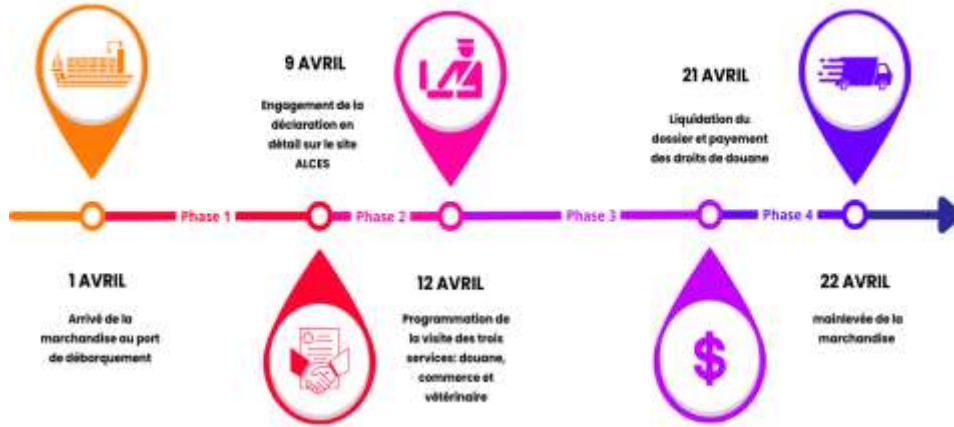 9 AVRIL
Engagement de la
déclaration en
détail sur le site
ALCES
21 AVRIL
Liquidation du
dossier et payement
des droits de douane
Phase 1
Phase 2
Phase 3
Phase 4
1 AVRIL
Arrivé de la
marchandise au port
de débarquement
12 AVRIL
Programmation de
la visite des trois
services: douane,
commerce et
vétérinaire
$
22 AVRIL
mainlevée de la
marchandise